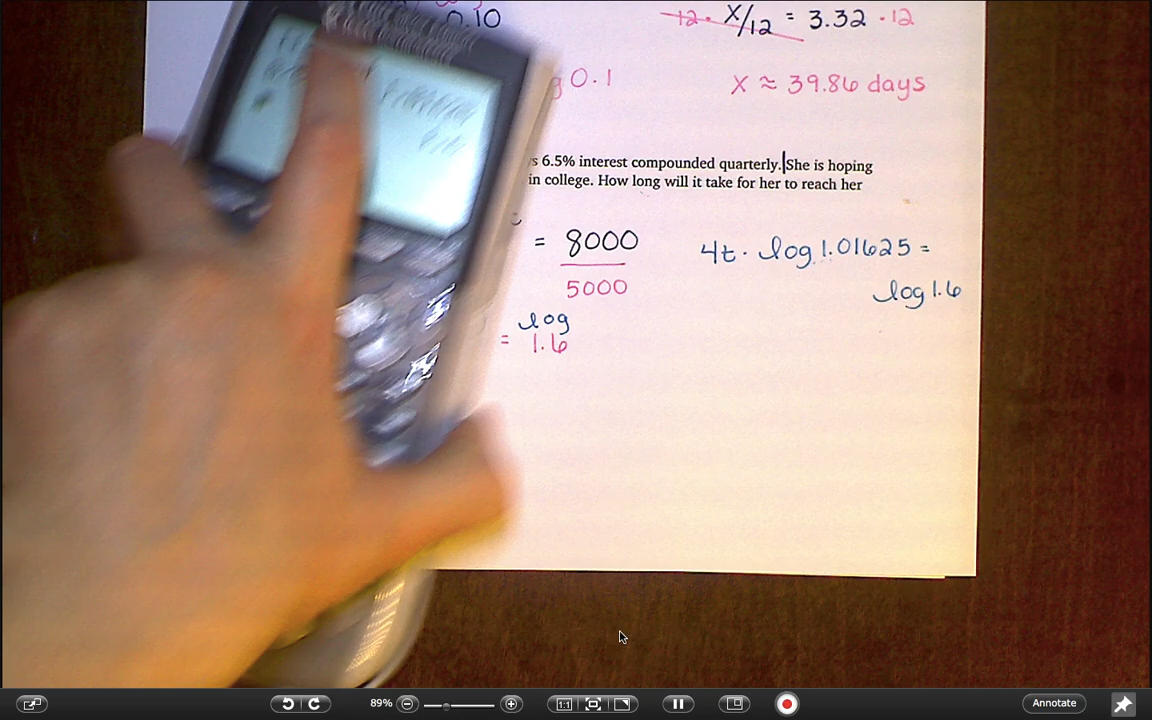 0.10
12 · X/12 = 3.32 · 12
g 0.1
X ≈ 39.86 days
s 6.5% interest compounded quarterly. She is hoping
in college. How long will it take for her to reach her
= 8000
5000
4t · log 1.01625 =
log 1.6
log
= 1.6
89%
1:1
Annotate